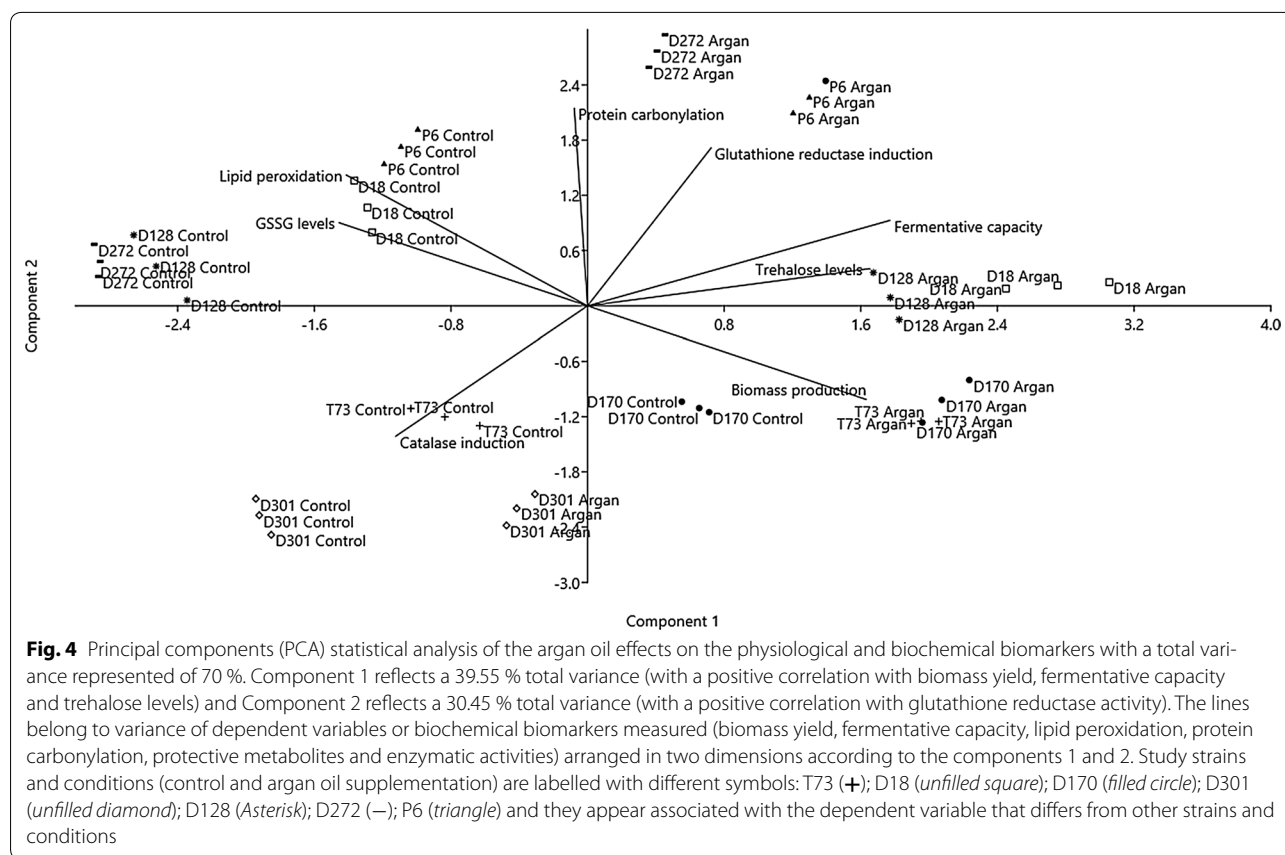 D272 Argan
D272 Argan
D272 Argan
2.4
P6 Argan
P6 Argan
P6 Argan
Protein carbonylation
1.8
P6 Control
P6 Control
P6 Control
Glutathione reductase induction
Lipid peroxidation
D18 Control
1.2
GSSG levels
D18 Control
D18 Control
Fermentative capacity
D128 Control
D272 Control
0.6
D128 Control
D272 Control
Trehalose levels
D128 Argan
D18 Argan
D18 Argan
D18 Argan
D128 Control
D128 Argan
D128 Argan
Component 2
-2.4 -1.6 -0.8 0.8 1.6 2.4 3.2 4.0
-0.6
Biomass production
D170 Argan
D170 Control
D170 Control
D170 Control
D170 Argan
T73 Control
T73 Control
-1.2
T73 Argan
T73 Argan
T73 Argan
D170 Argan
T73 Control
Catalase induction
-1.8
D301 Control
D301 Control
D301 Control
D301 Argan
D301 Argan
D301 Argan
-2.4
-3.0
Component 1
Fig. 4 Principal components (PCA) statistical analysis of the argan oil effects on the physiological and biochemical biomarkers with a total vari-
ance represented of 70 %. Component 1 reflects a 39.55 % total variance (with a positive correlation with biomass yield, fermentative capacity
and trehalose levels) and Component 2 reflects a 30.45 % total variance (with a positive correlation with glutathione reductase activity). The lines
belong to variance of dependent variables or biochemical biomarkers measured (biomass yield, fermentative capacity, lipid peroxidation, protein
carbonylation, protective metabolites and enzymatic activities) arranged in two dimensions according to the components 1 and 2. Study strains
and conditions (control and argan oil supplementation) are labelled with different symbols: T73 (+); D18 (unfilled square); D170 (filled circle); D301
(unfilled diamond); D128 (Asterisk); D272 (−); P6 (triangle) and they appear associated with the dependent variable that differs from other strains and
conditions